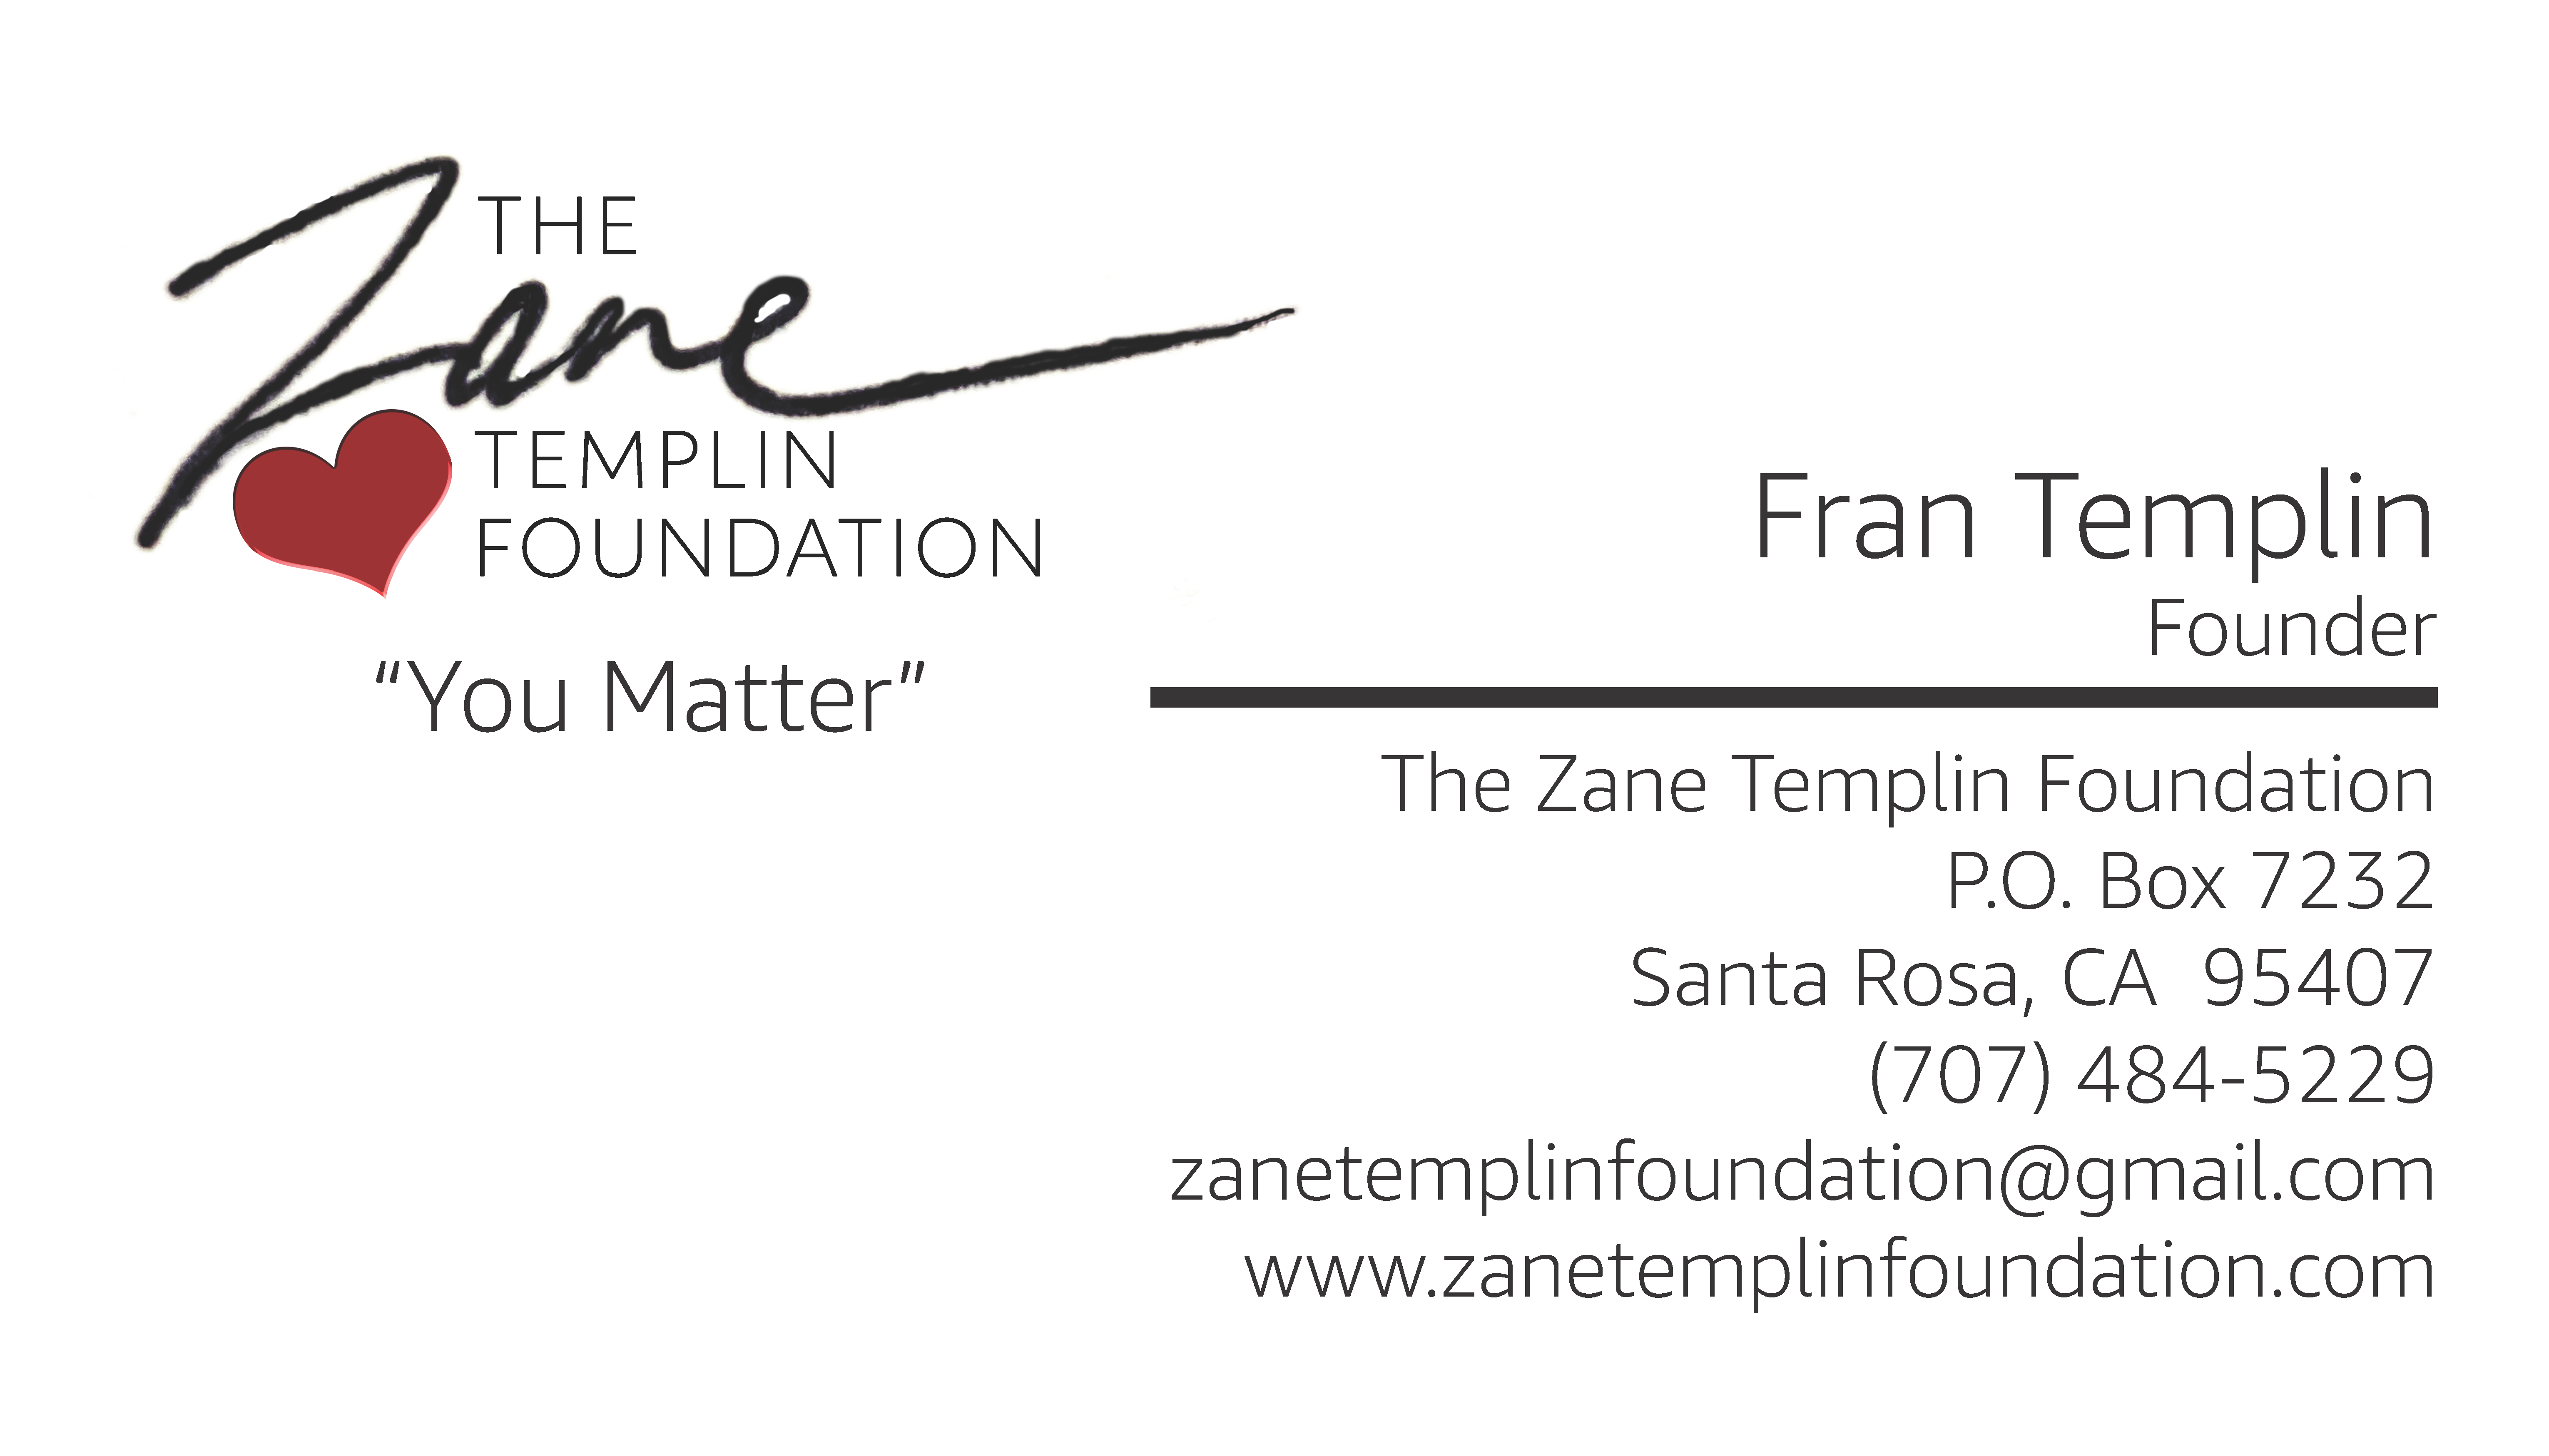 THE
Zane
TEMPLIN
FOUNDATION
“You Matter”
Fran Templin
Founder
The Zane Templin Foundation
P.O. Box 7232
Santa Rosa, CA  95407
(707) 484-5229
zanetemplinfoundation@gmail.com
www.zanetemplinfoundation.com